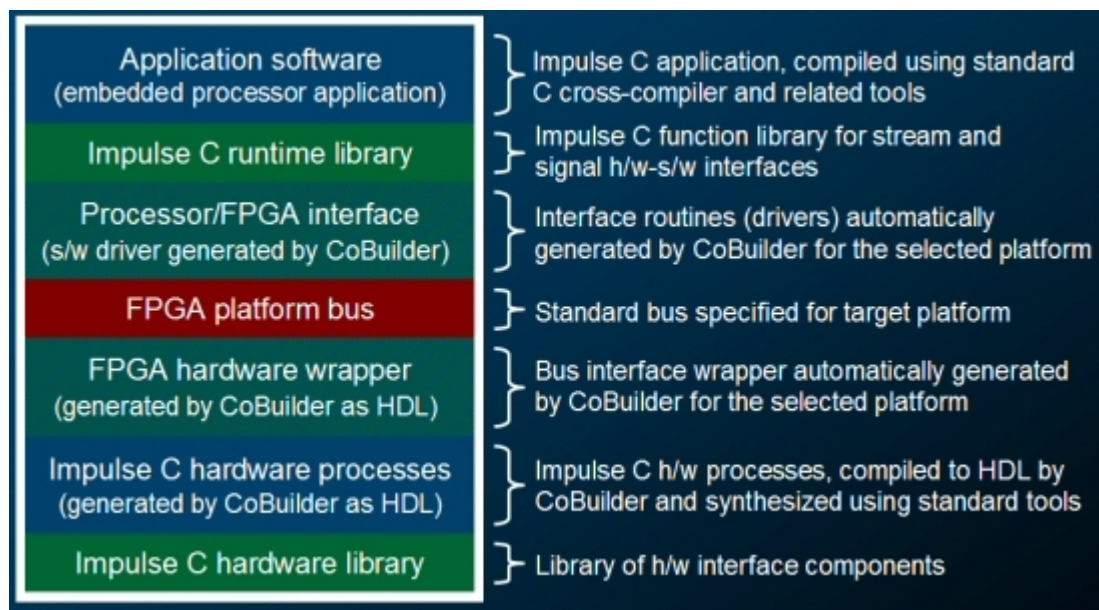 Application software
(embedded processor application)
Impulse C application, compiled using standard
C cross-compiler and related tools
Impulse C runtime library
Impulse C function library for stream and
signal h/w-s/w interfaces
Processor/FPGA interface
(s/w driver generated by CoBuilder)
Interface routines (drivers) automatically
generated by CoBuilder for the selected platform
FPGA platform bus
Standard bus specified for target platform
FPGA hardware wrapper
(generated by CoBuilder as HDL)
Bus interface wrapper automatically generated
by CoBuilder for the selected platform
Impulse C hardware processes
(generated by CoBuilder as HDL)
Impulse C h/w processes, compiled to HDL by
CoBuilder and synthesized using standard tools
Impulse C hardware library
Library of h/w interface components